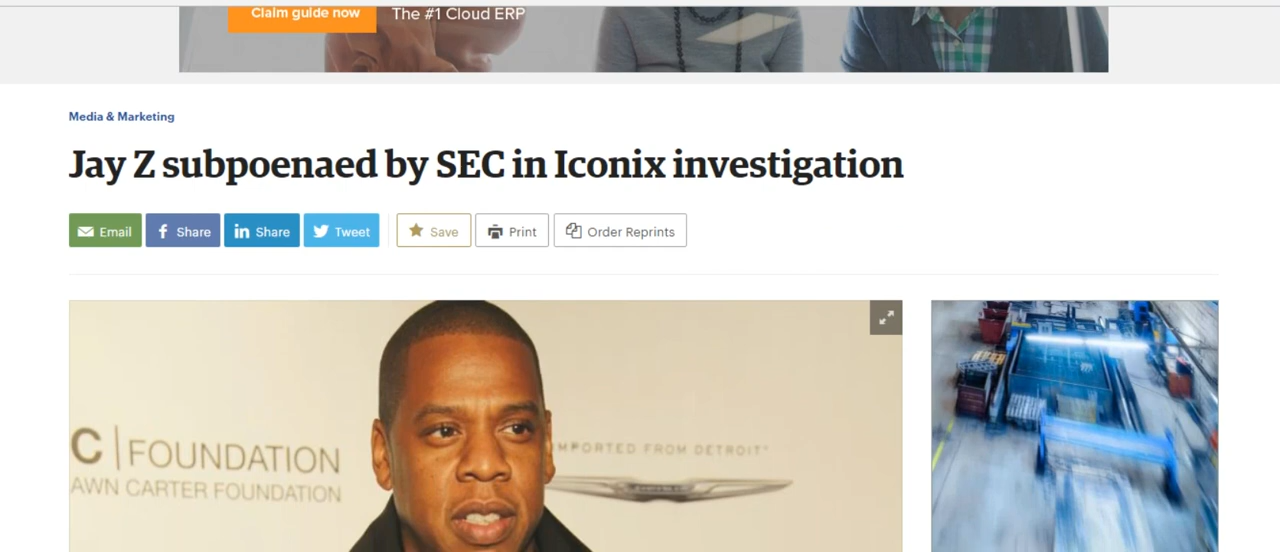 Claim guide now
The #1 Cloud ERP
Media & Marketing
Jay Z subpoenaed by SEC in Iconix investigation
Email
Share
Share
Tweet
Save
Print
Order Reprints
C | FOUNDATION
AWN CARTER FOUNDATION
IMPORTED FROM DETROIT